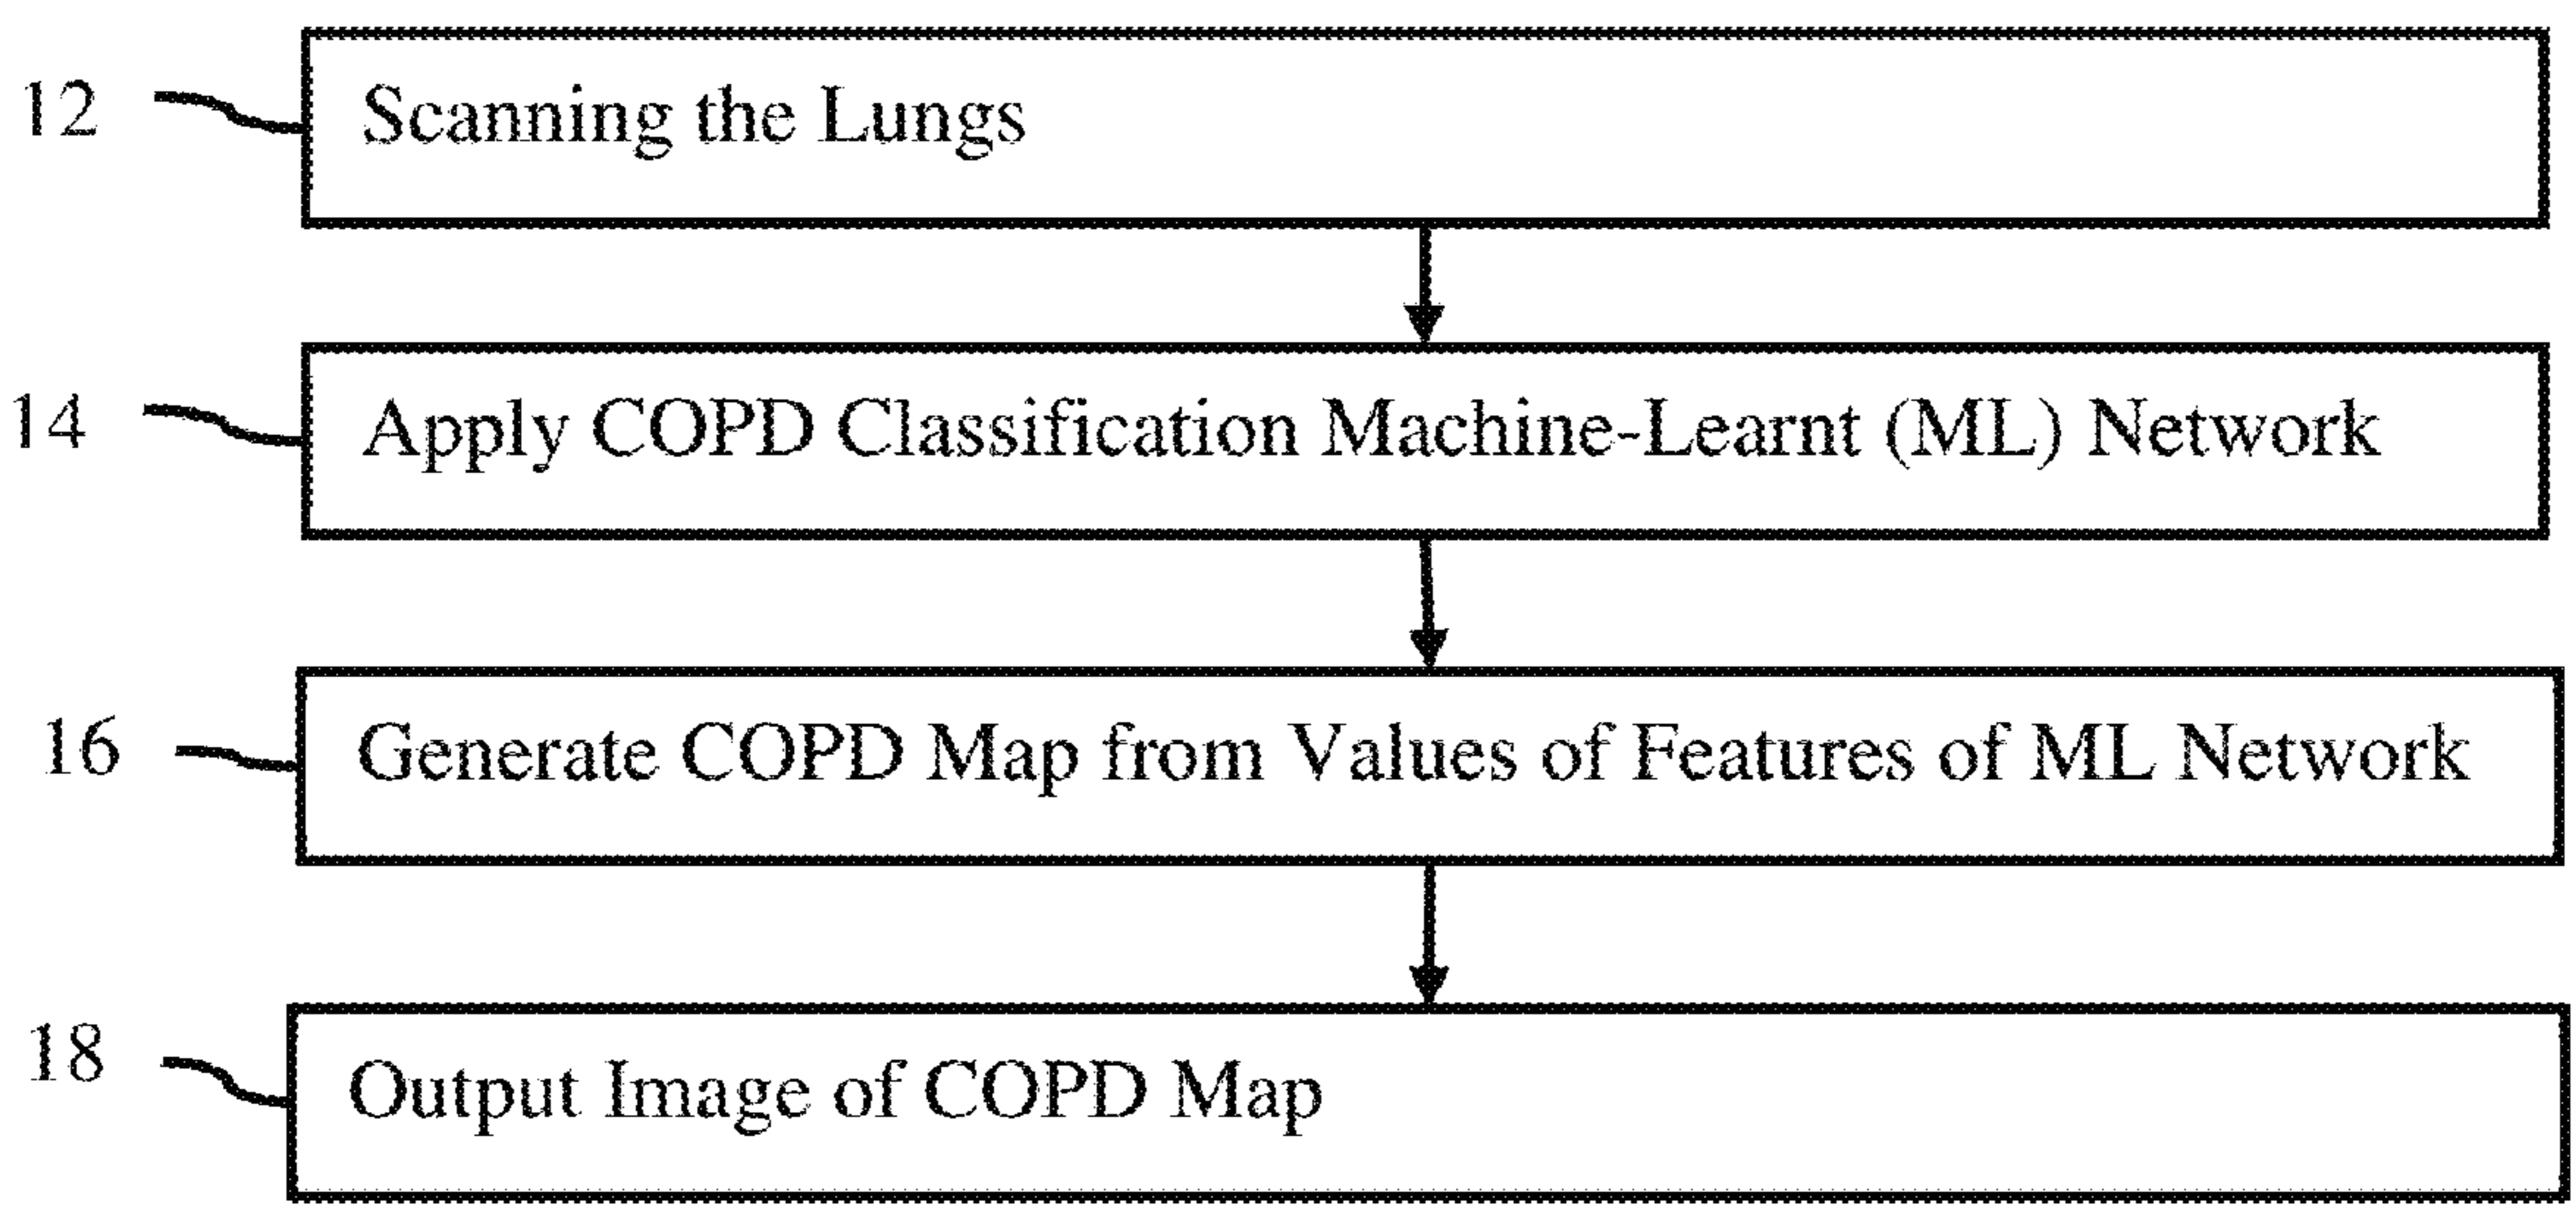 12 Scanning the Lungs
14 Apply COPD Classification Machine-Learnt (ML) Network
16 Generate COPD Map from Values of Features of ML Network
18 Output Image of COPD Map